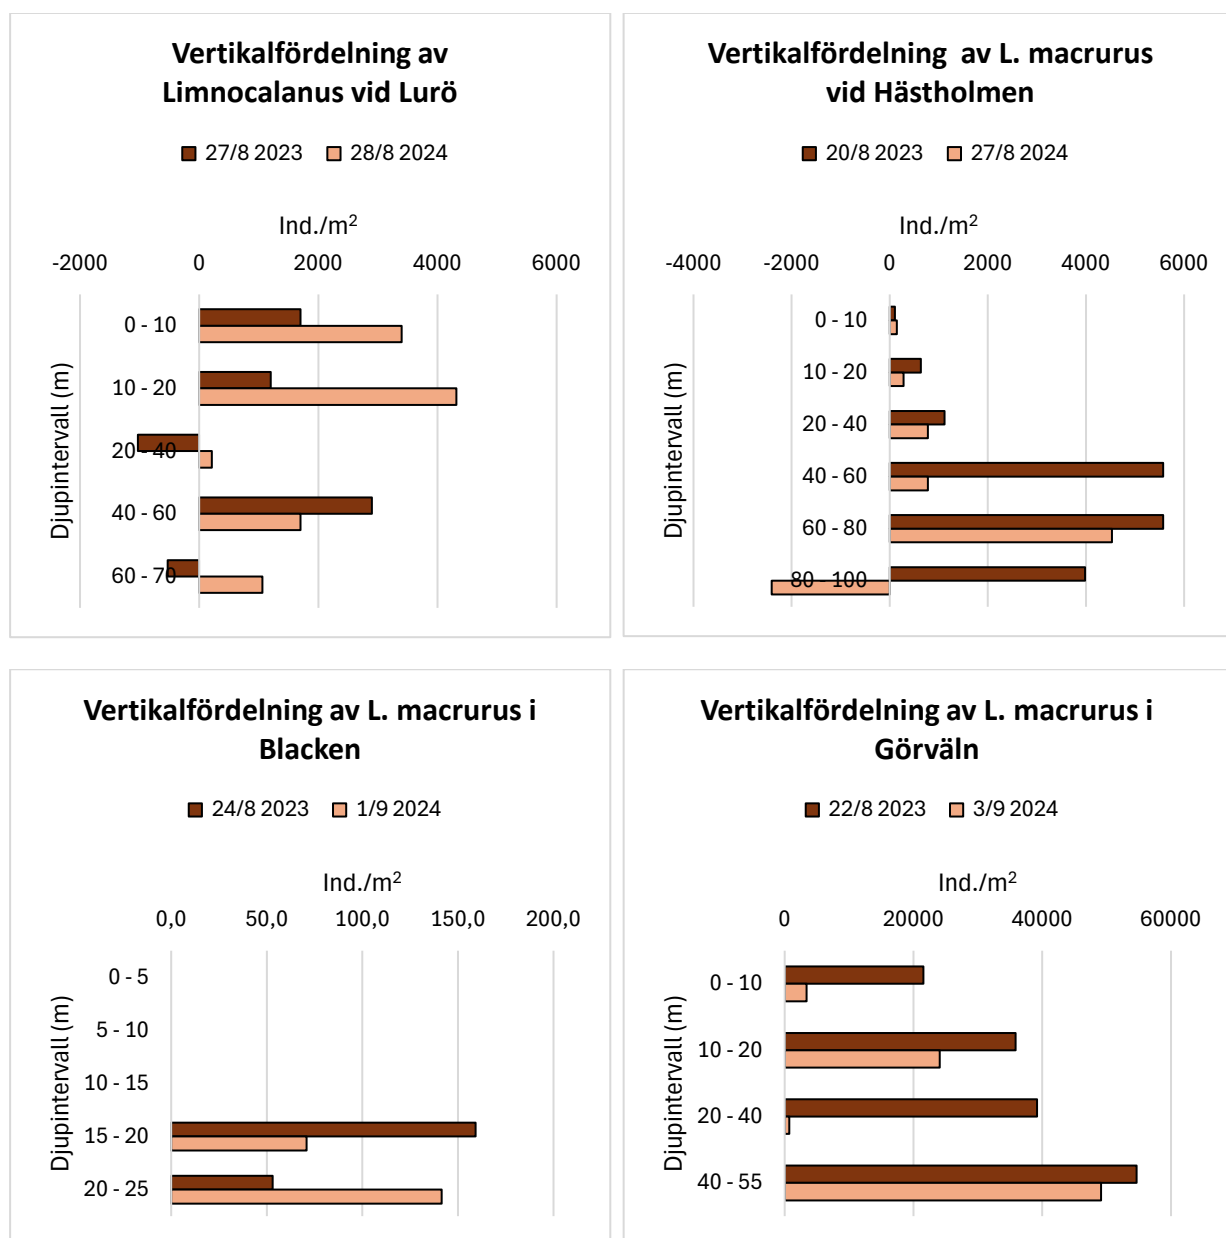 Vertikalfördelning av
Limnocalanus vid Lurö
27/8 2023 28/8 2024
Ind./m²
-2000 0 2000 4000 6000
Djupintervall (m)
0 - 10
10 - 20
20 - 40
40 - 60
60 - 70
Vertikalfördelning av L. macrurus
vid Hästholmen
20/8 2023 27/8 2024
Ind./m²
-4000 -2000 0 2000 4000 6000
Djupintervall (m)
0 - 10
10 - 20
20 - 40
40 - 60
60 - 80
80 - 100
Vertikalfördelning av L. macrurus i
Blacken
24/8 2023 1/9 2024
Ind./m²
0,0 50,0 100,0 150,0 200,0
Djupintervall (m)
0 - 5
5 - 10
10 - 15
15 - 20
20 - 25
Vertikalfördelning av L. macrurus i
Görväln
22/8 2023 3/9 2024
Ind./m²
0 20000 40000 60000
Djupintervall (m)
0 - 10
10 - 20
20 - 40
40 - 55